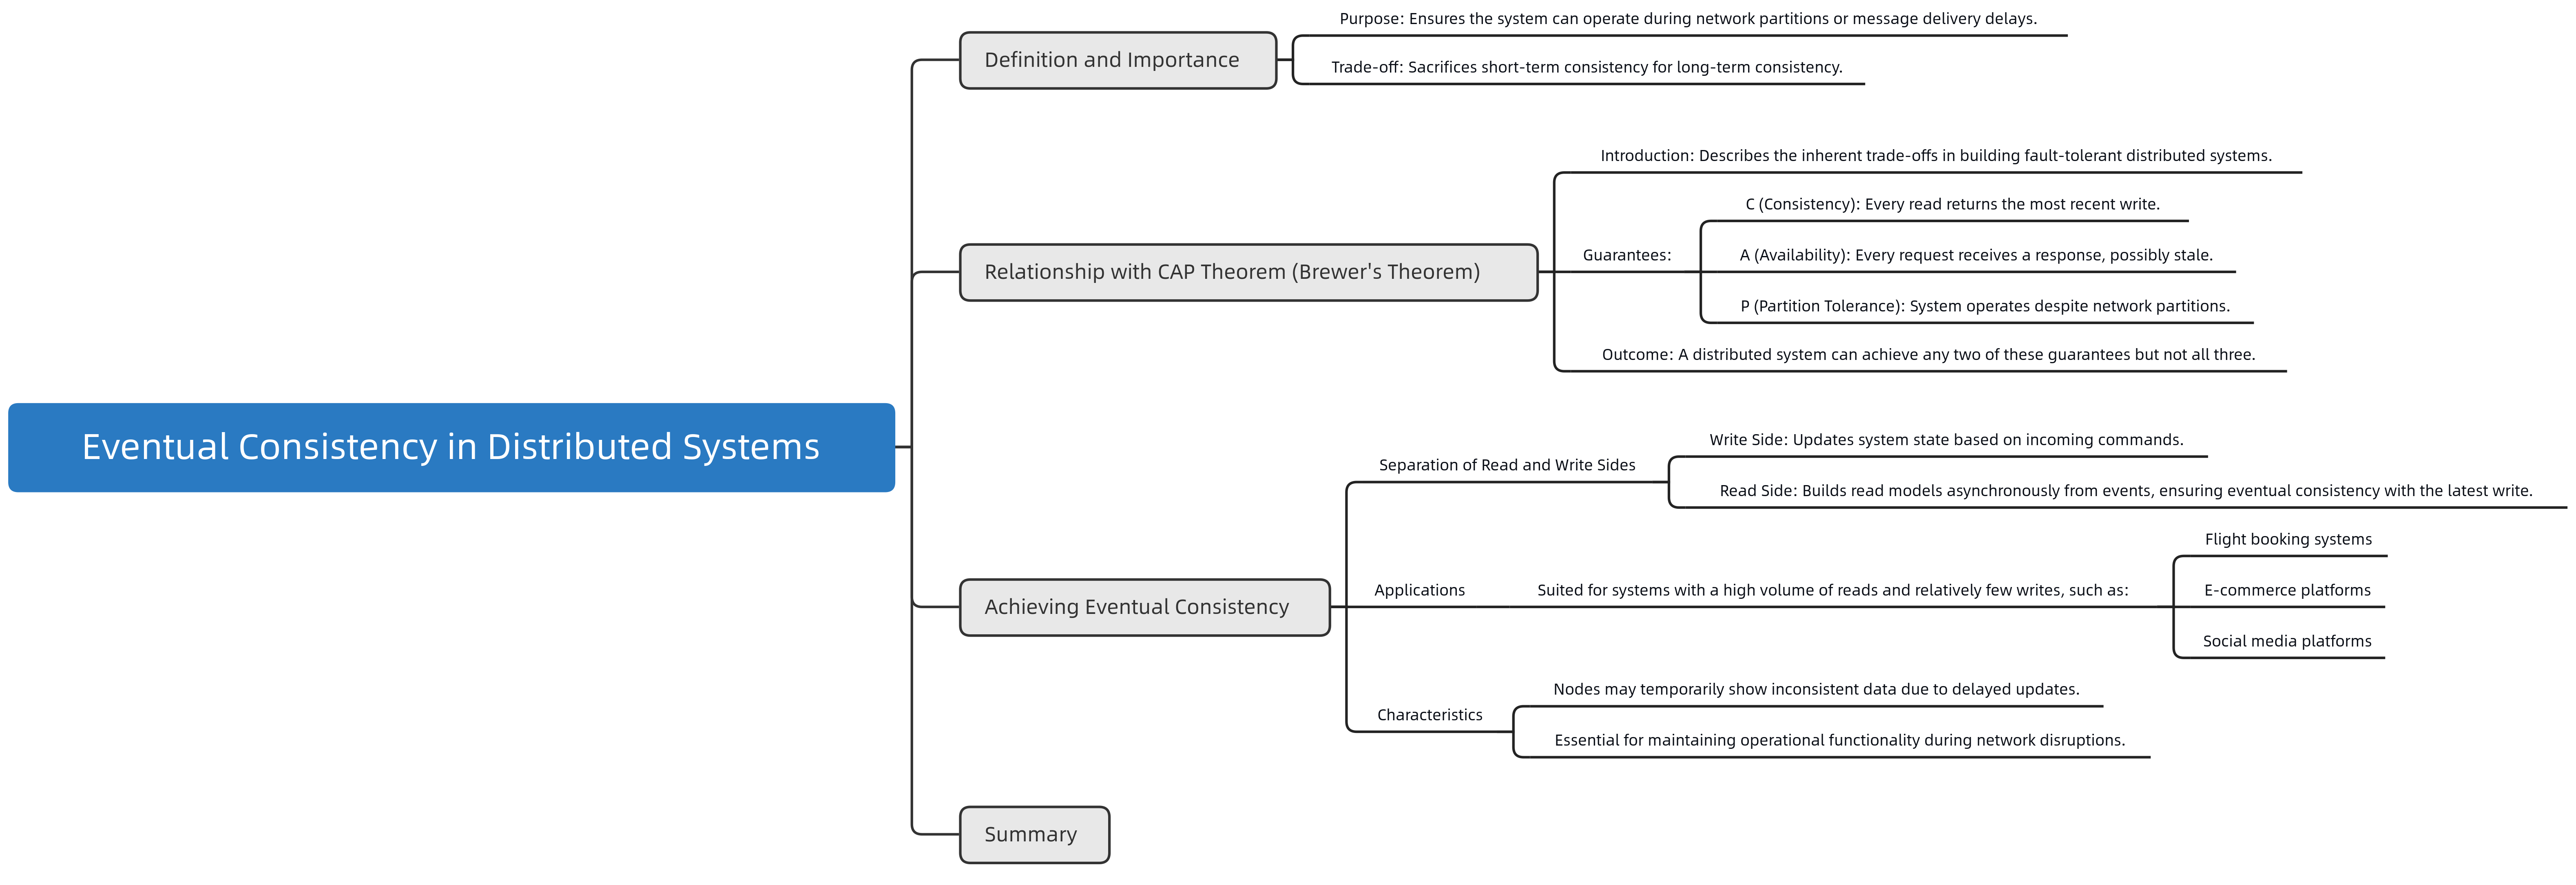 Eventual Consistency in Distributed Systems
Definition and Importance
Purpose: Ensures the system can operate during network partitions or message delivery delays.
Trade-off: Sacrifices short-term consistency for long-term consistency.
Relationship with CAP Theorem (Brewer's Theorem)
Introduction: Describes the inherent trade-offs in building fault-tolerant distributed systems.
Guarantees:
C (Consistency): Every read returns the most recent write.
A (Availability): Every request receives a response, possibly stale.
P (Partition Tolerance): System operates despite network partitions.
Outcome: A distributed system can achieve any two of these guarantees but not all three.
Achieving Eventual Consistency
Separation of Read and Write Sides
Write Side: Updates system state based on incoming commands.
Read Side: Builds read models asynchronously from events, ensuring eventual consistency with the latest write.
Applications
Suited for systems with a high volume of reads and relatively few writes, such as:
Flight booking systems
E-commerce platforms
Social media platforms
Characteristics
Nodes may temporarily show inconsistent data due to delayed updates.
Essential for maintaining operational functionality during network disruptions.
Summary